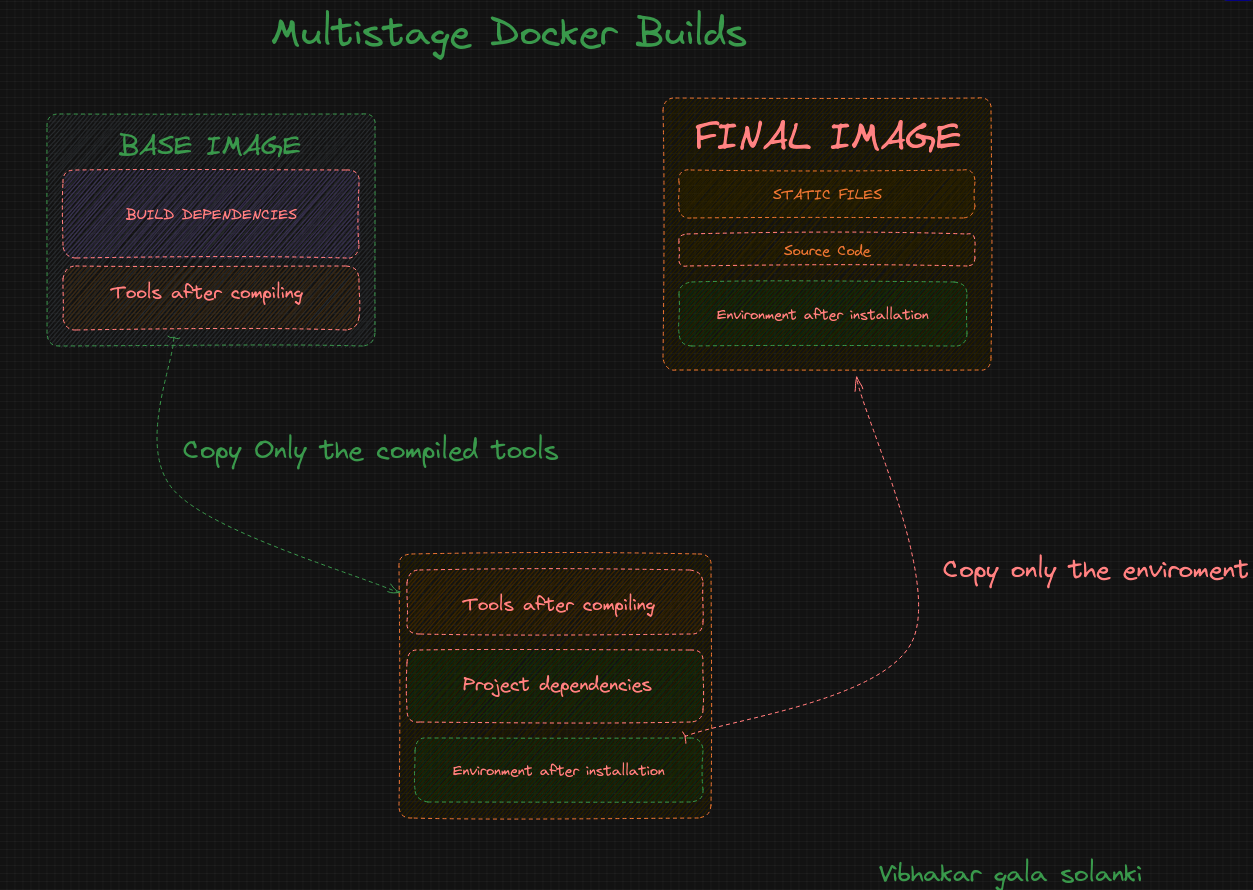 Multistage Docker Builds
BASE IMAGE
BUILD DEPENDENCIES
Tools after compiling
FINAL IMAGE
STATIC FILES
Source Code
Environment after installation
Copy Only the compiled tools
Copy only the enviroment
Tools after compiling
Project dependencies
Environment after installation
Vibhakar gala solanki